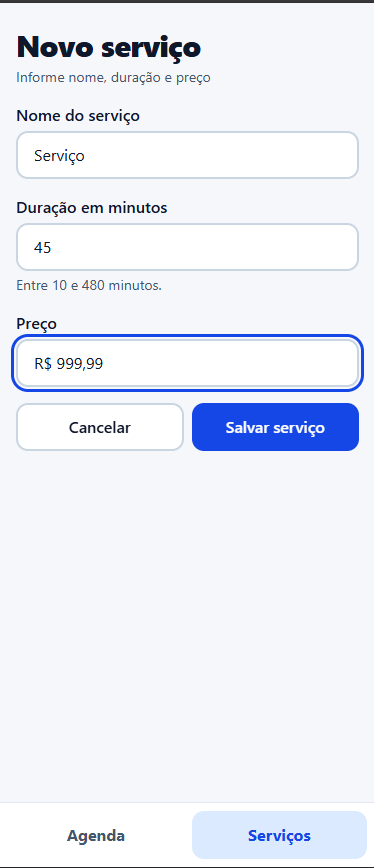 Novo serviço
Informe nome, duração e preço
Nome do serviço
Serviço
Duração em minutos
45
Entre 10 e 480 minutos.
Preço
R$ 999,99
Cancelar
Salvar serviço
Agenda
Serviços